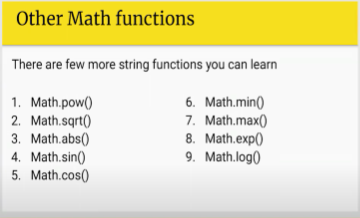 Other Math functions
There are few more string functions you can learn
1. Math.pow()
2. Math.sqrt()
3. Math.abs()
4. Math.sin()
5. Math.cos()
6. Math.min()
7. Math.max()
8. Math.exp()
9. Math.log()